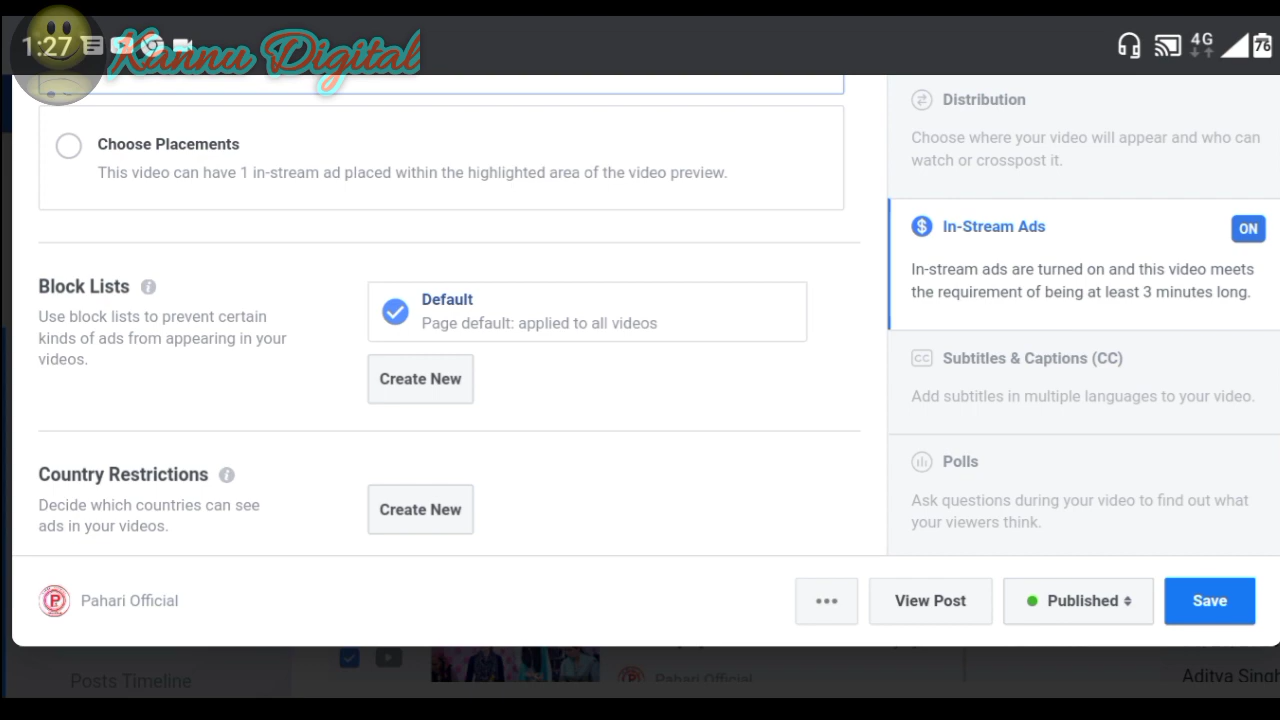 1:27
4G
76
Kannu Digital
Choose Placements
This video can have 1 in-stream ad placed within the highlighted area of the video preview.
Block Lists
Use block lists to prevent certain
kinds of ads from appearing in your
videos.
Default
Page default: applied to all videos
Create New
Country Restrictions
Decide which countries can see
ads in your videos.
Create New
Distribution
Choose where your video will appear and who can
watch or crosspost it.
$ In-Stream Ads
ON
In-stream ads are turned on and this video meets
the requirement of being at least 3 minutes long.
CC Subtitles & Captions (CC)
Add subtitles in multiple languages to your video.
Polls
Ask questions during your video to find out what
your viewers think.
P Pahari Official
View Post
Published
Save
Posts Timeline
Pahari Official
Aditya Singh